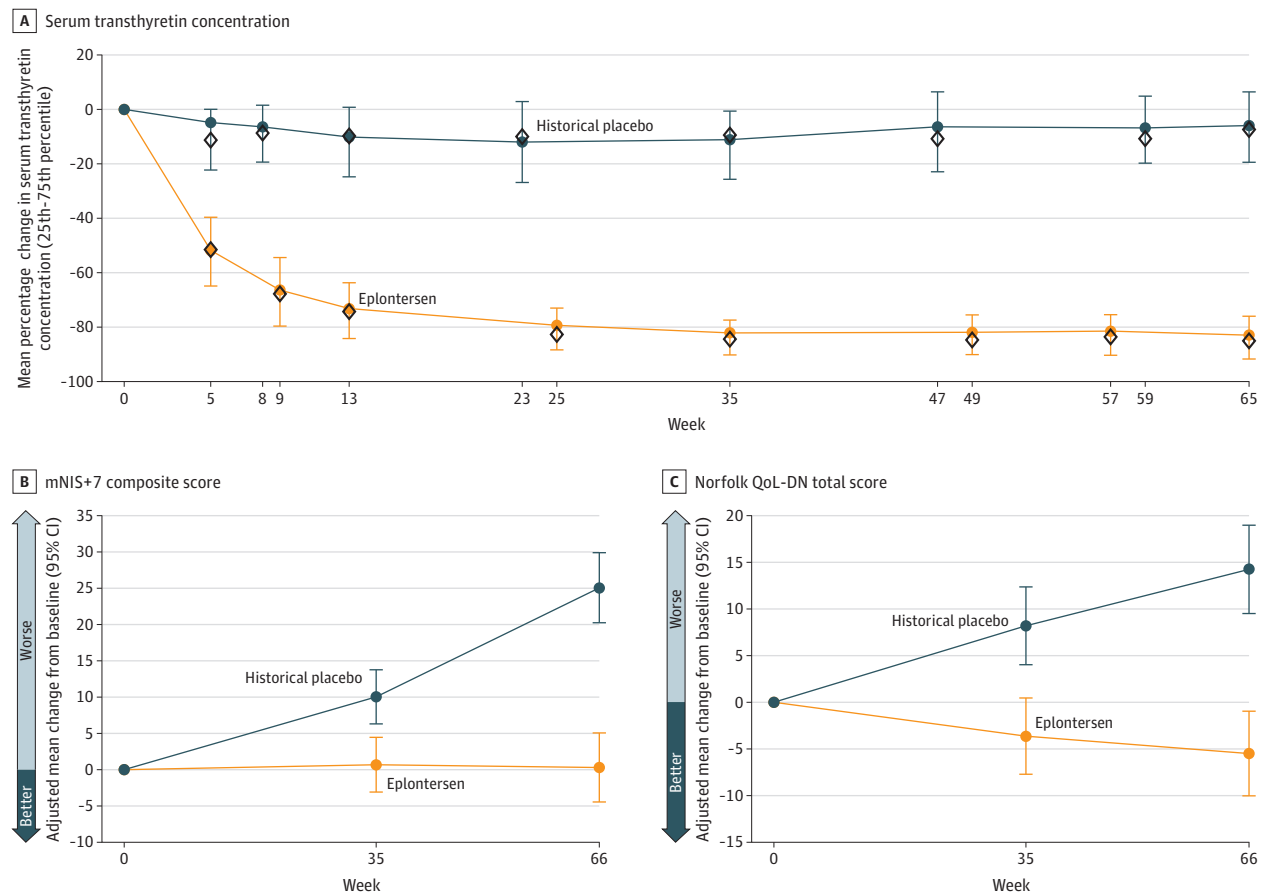 A Serum transthyretin concentration
Mean percentage change in serum transthyretin
concentration (25th-75th percentile)
20
0
-20
-40
-60
-80
-100
Historical placebo
Eplontersen
0 5 8 9 13 23 25 35 47 49 57 59 65
Week
B mNIS+7 composite score
Worse
Better
Adjusted mean change from baseline (95% CI)
35
30
25
20
15
10
5
0
-5
-10
Historical placebo
Eplontersen
0 35 66
Week
C Norfolk QoL-DN total score
Worse
Better
Adjusted mean change from baseline (95% CI)
20
15
10
5
0
-5
-10
-15
Historical placebo
Eplontersen
0 35 66
Week